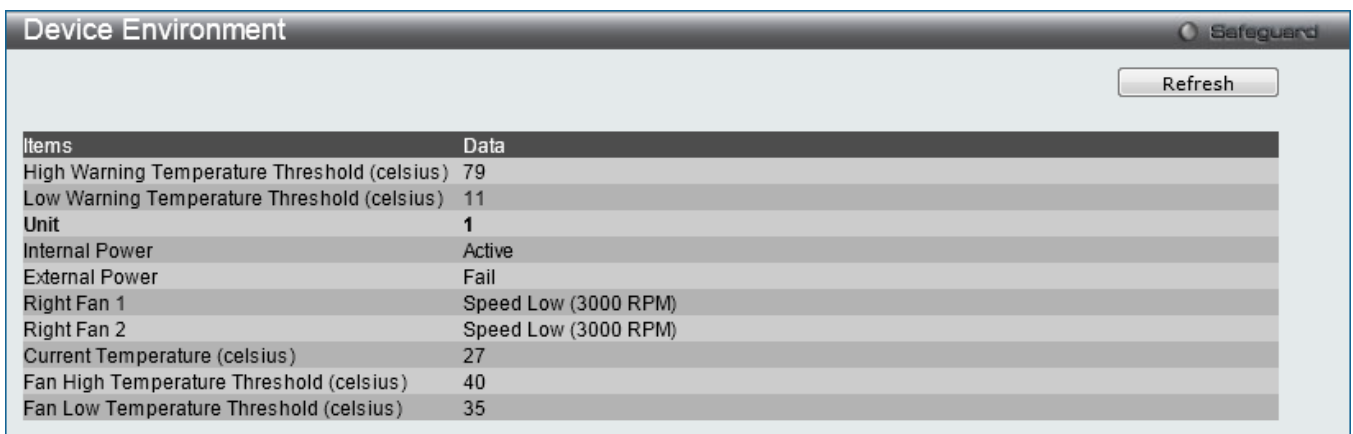 Device Environment
Safeguard
Refresh
Items Data
High Warning Temperature Threshold (celsius) 79
Low Warning Temperature Threshold (celsius) 11
Unit 1
Internal Power Active
External Power Fail
Right Fan 1 Speed Low (3000 RPM)
Right Fan 2 Speed Low (3000 RPM)
Current Temperature (celsius) 27
Fan High Temperature Threshold (celsius) 40
Fan Low Temperature Threshold (celsius) 35